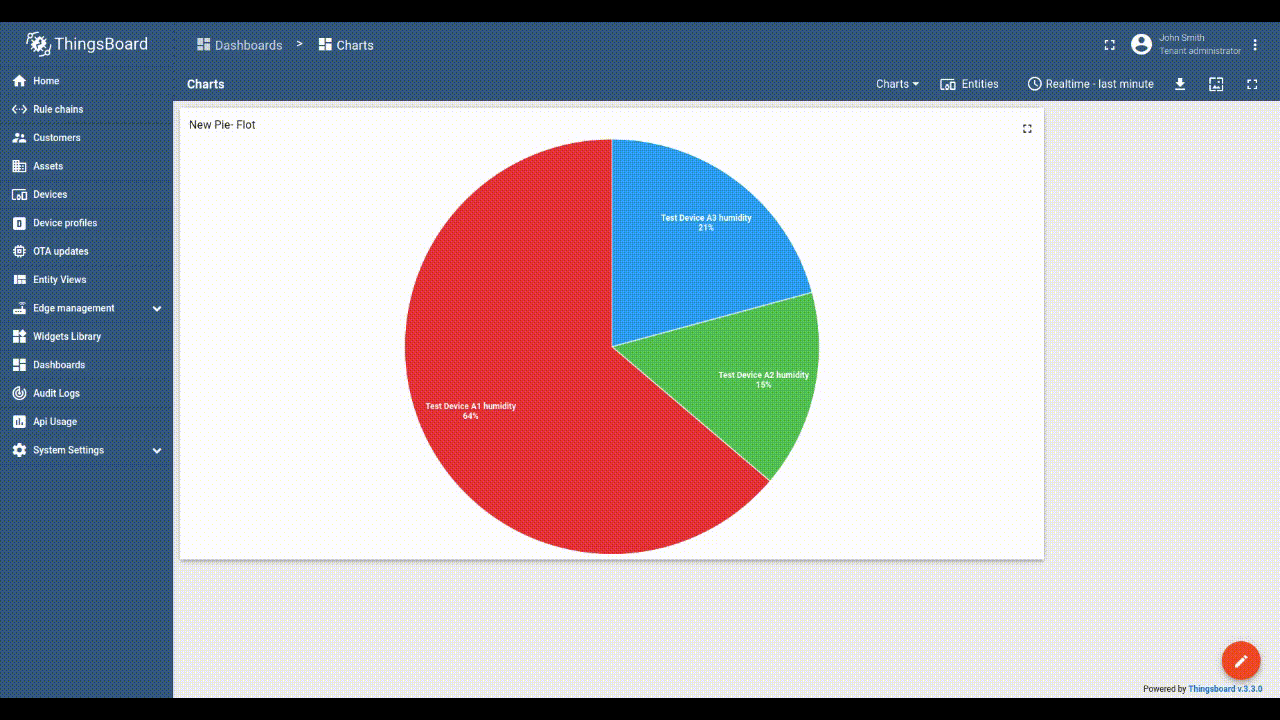 ThingsBoard
Dashboards > Charts
John Smith
Tenant administrator
Home
Rule chains
Customers
Assets
Devices
Device profiles
OTA updates
Entity Views
Edge management
Widgets Library
Dashboards
Audit Logs
Api Usage
System Settings
Charts
Charts Entities Realtime - last minute
New Pie- Flot
Test Device A3 humidity
21%
Test Device A2 humidity
15%
Test Device A1 humidity
64%
Powered by Thingsboard v.3.3.0